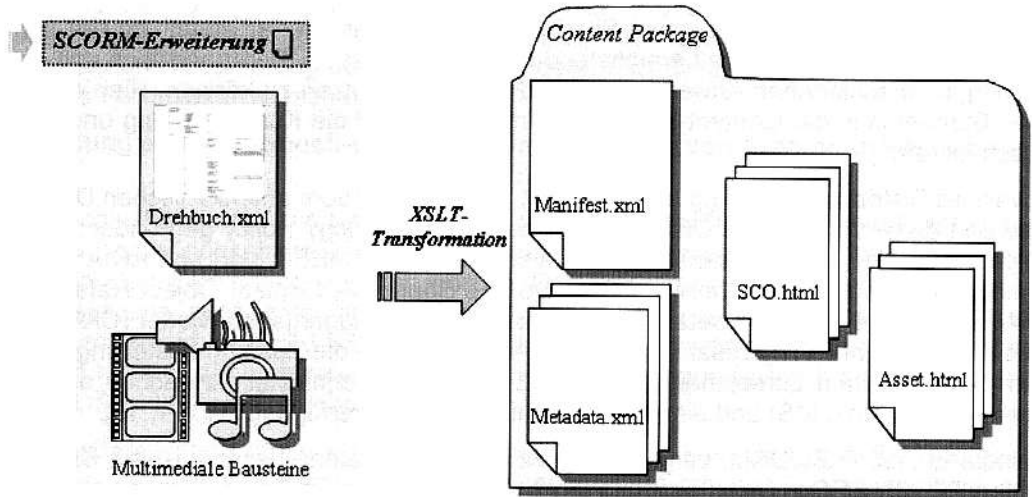 SCORM-Erweiterung
Drehbuch.xml
Multimediale Bausteine
XSLT-
Transformation
Content Package
Manifest.xml
Metadata.xml
SCO.html
Asset.html